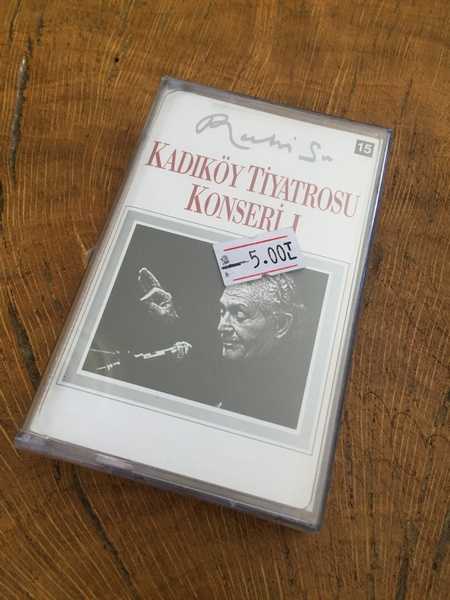 Ruhi Su
15
KADIKÖY TİYATROSU
KONSERİ I
5.00